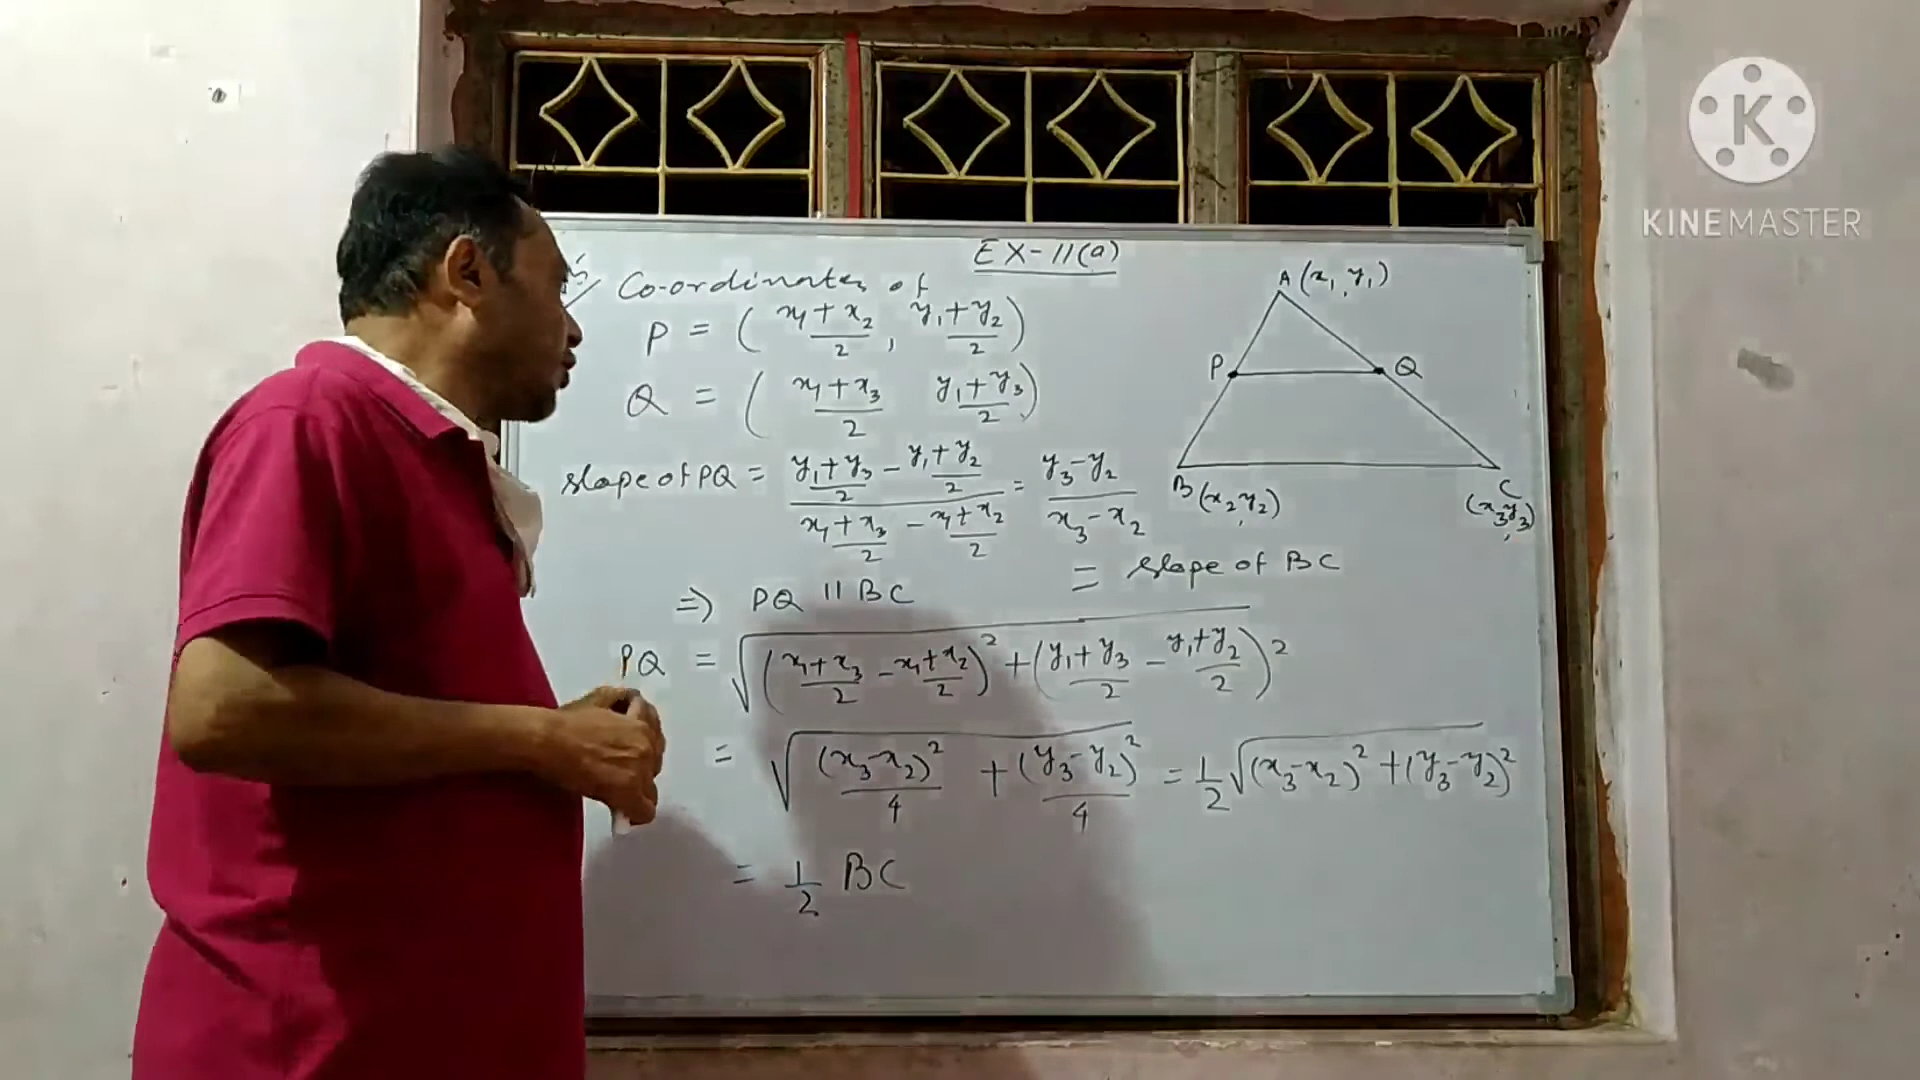 EX-11(a)
Co-ordinates of
P = ( x₁ + x₂ / 2 , y₁ + y₂ / 2 )
Q = ( x₁ + x₃ / 2 y₁ + y₃ / 2 )
slope of PQ = (y₁ + y₃ / 2 - y₁ + y₂ / 2) / (x₁ + x₃ / 2 - x₁ + x₂ / 2) = y₃ - y₂ / x₃ - x₂
= slope of BC
=> PQ || BC
PQ = √( (x₁ + x₃ / 2 - x₁ + x₂ / 2)² + (y₁ + y₃ / 2 - y₁ + y₂ / 2)²
= √ (x₃ - x₂)² / 4 + (y₃ - y₂)² / 4 = 1/2 √(x₃ - x₂)² + (y₃ - y₂)²
= 1/2 BC
A (x₁, y₁)
P
Q
B (x₂, y₂)
C
(x₃, y₃)
K
KINEMASTER